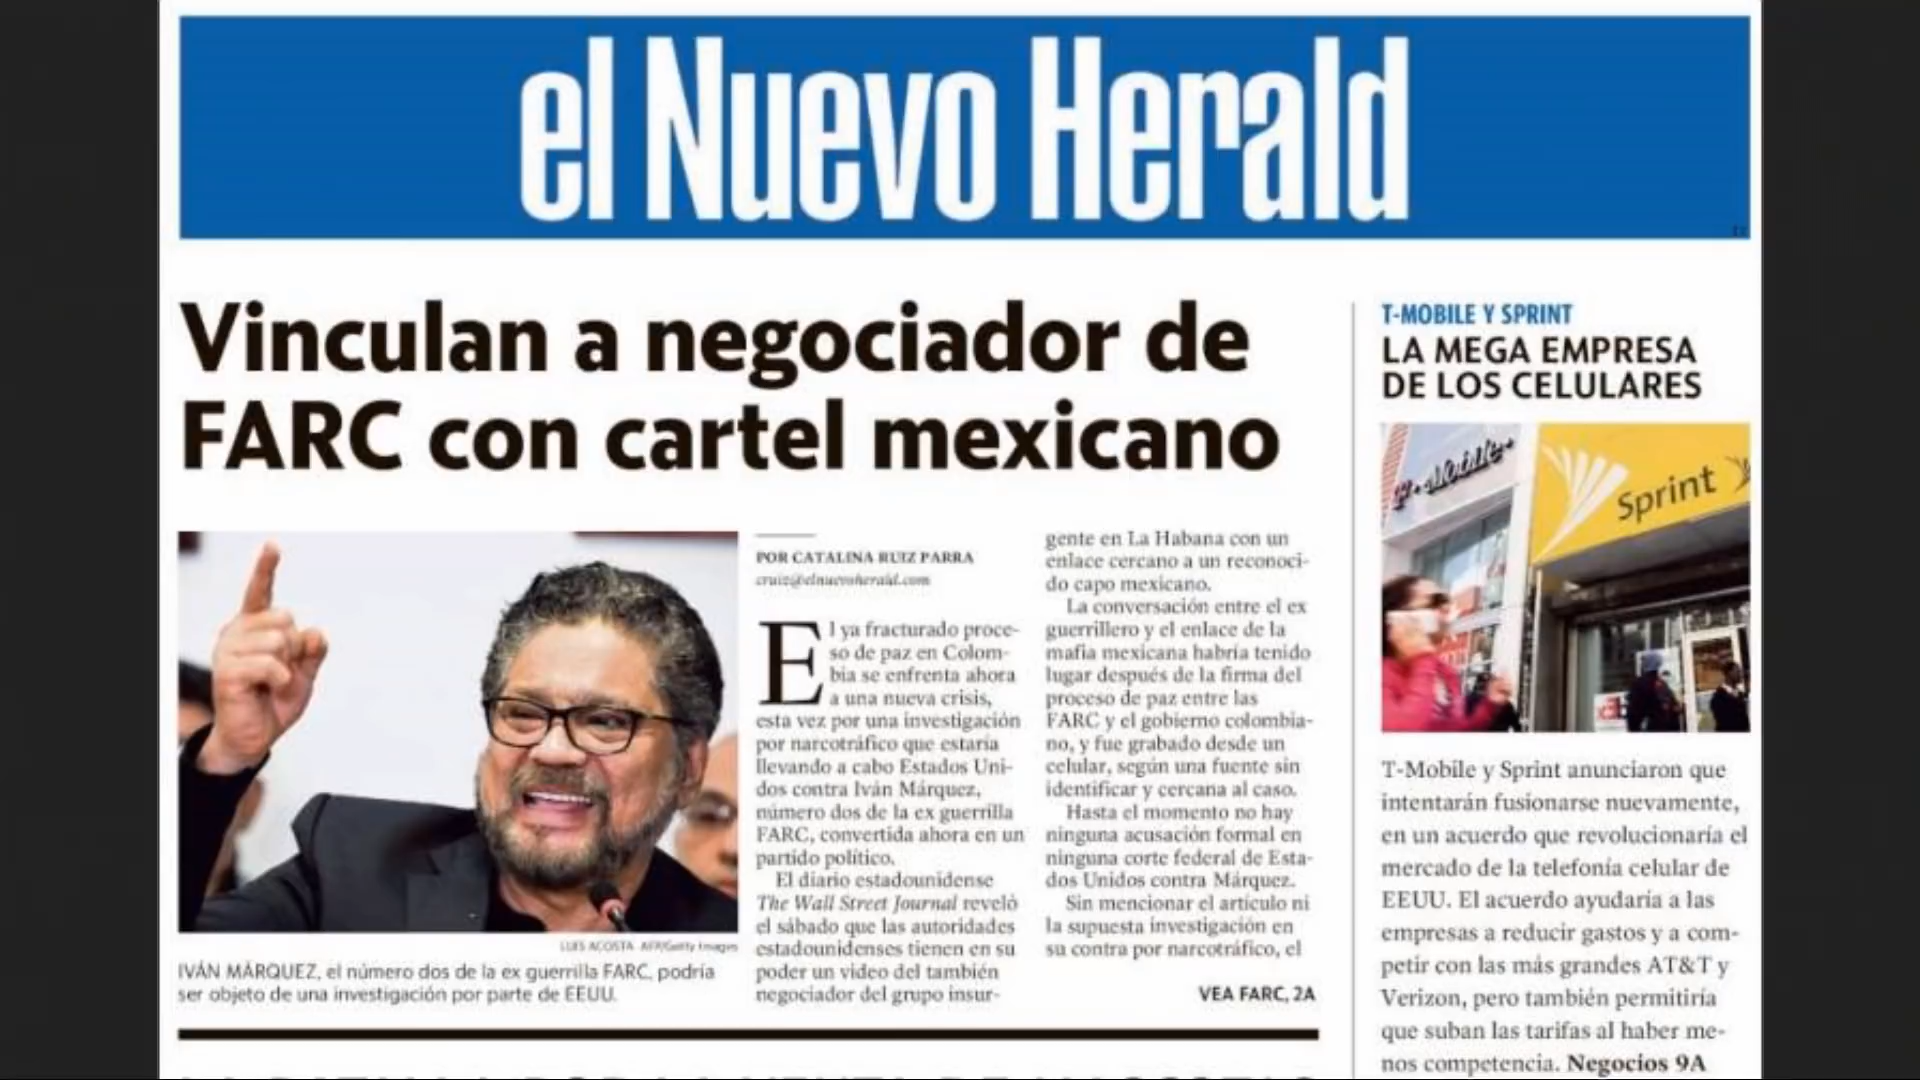 el Nuevo Herald
Vinculan a negociador de
FARC con cartel mexicano
LUIS ACOSTA AFP/Getty Images
IVÁN MÁRQUEZ, el número dos de la ex guerrilla FARC, podría
ser objeto de una investigación por parte de EEUU.
POR CATALINA RUIZ PARRA
cruiz@elnuevoherald.com
El ya fracturado proce-
so de paz en Colom-
bia se enfrenta ahora
a una nueva crisis,
esta vez por una investigación
por narcotráfico que estaría
llevando a cabo Estados Uni-
dos contra Iván Márquez,
número dos de la ex guerrilla
FARC, convertida ahora en un
partido político.
El diario estadounidense
The Wall Street Journal reveló
el sábado que las autoridades
estadounidenses tienen en su
poder un video del también
negociador del grupo insur-
gente en La Habana con un
enlace cercano a un reconoci-
do capo mexicano.
La conversación entre el ex
guerrillero y el enlace de la
mafia mexicana habría tenido
lugar después de la firma del
proceso de paz entre las
FARC y el gobierno colombia-
no, y fue grabado desde un
celular, según una fuente sin
identificar y cercana al caso.
Hasta el momento no hay
ninguna acusación formal en
ninguna corte federal de Esta-
dos Unidos contra Márquez.
Sin mencionar el artículo ni
la supuesta investigación en
su contra por narcotráfico, el
VEA FARC, 2A
T-MOBILE Y SPRINT
LA MEGA EMPRESA
DE LOS CELULARES
T-Mobile
Sprint
T-Mobile y Sprint anunciaron que
intentarán fusionarse nuevamente,
en un acuerdo que revolucionaría el
mercado de la telefonía celular de
EEUU. El acuerdo ayudaría a las
empresas a reducir gastos y a com-
petir con las más grandes AT&T y
Verizon, pero también permitiría
que suban las tarifas al haber me-
nos competencia. Negocios 9A